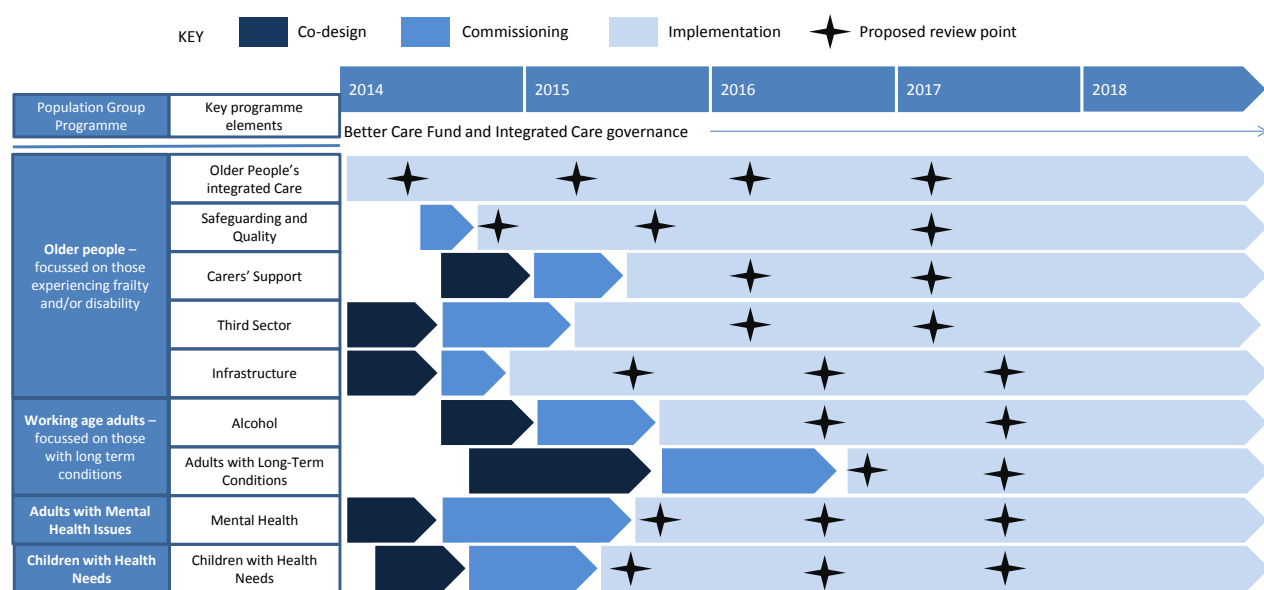 KEY
Co-design
Commissioning
Implementation
Proposed review point
2014
2015
2016
2017
2018
Population Group
Programme
Key programme
elements
Better Care Fund and Integrated Care governance
Older people –
focussed on those
experiencing frailty
and/or disability
Older People's
integrated Care
Safeguarding and
Quality
Carers' Support
Third Sector
Infrastructure
Working age adults –
focussed on those
with long term
conditions
Alcohol
Adults with Long-Term
Conditions
Adults with Mental
Health Issues
Mental Health
Children with Health
Needs
Children with Health
Needs